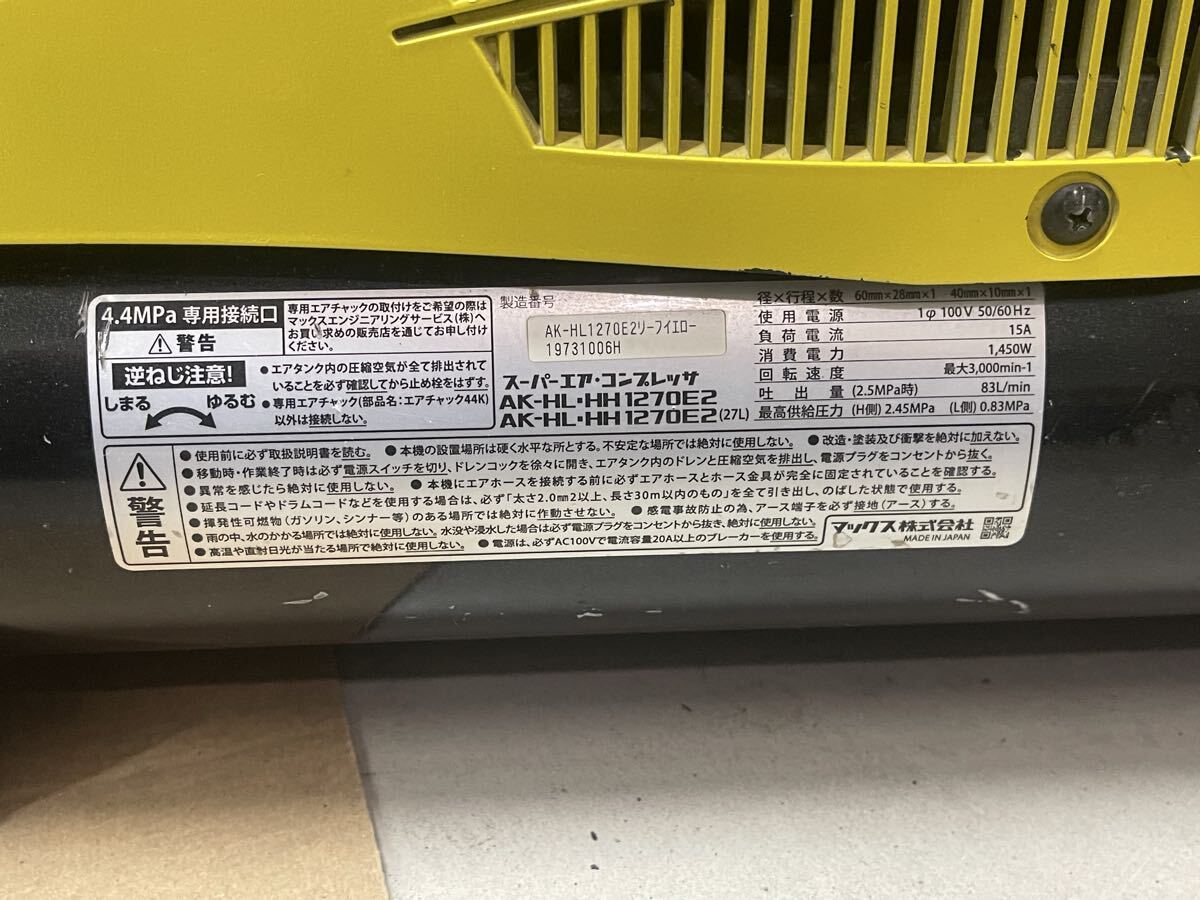 4.4MPa 専用接続口
⚠ 警告
専用エアチャックの取付けをご希望の際は
マックスエンジニアリングサービス(株)へ
お買い求めの販売店を通じてお申し付け
ください。
逆ねじ注意!
しまる ゆるむ
●エアタンク内の圧縮空気が全て排出されて
いることを必ず確認してから止め栓をはずす。
●専用エアチャック(部品名:エアチャック44K)
以外は接続しない。
製造番号
AK-HL1270E2リーフイエロー
19731006H
スーパーエア・コンプレッサ
AK-HL・HH1270E2
AK-HL・HH1270E2(27L)
径×行程×数 60mm×28mm×1 40mm×10mm×1
使用電源 1φ 100V 50/60Hz
負荷電流 15A
消費電力 1,450W
回転速度 最大3,000min-1
吐出量 (2.5MPa時) 83L/min
最高供給圧力 (H側) 2.45MPa (L側) 0.83MPa
⚠ 警告
●使用前に必ず取扱説明書を読む。 ●本機の設置場所は硬く水平な所とする。不安定な場所では絶対に使用しない。 ●改造・塗装及び衝撃を絶対に加えない。
●移動時・作業終了時は必ず電源スイッチを切り、ドレンコックを徐々に開き、エアタンク内のドレンと圧縮空気を排出し、電源プラグをコンセントから抜く。
●異常を感じたら絶対に使用しない。 ●本機にエアホースを接続する前に必ずエアホースとホース金具が完全に固定されていることを確認する。
●延長コードやドラムコードなどを使用する場合は、必ず「太さ2.0mm2以上、長さ30m以内のもの」を全て引き出し、のばした状態で使用する。
●揮発性可燃物(ガソリン、シンナー等)のある場所では絶対に作動させない。 ●感電事故防止の為、アース端子を必ず接地(アース)する。
●雨の中、水のかかる場所では絶対に使用しない。水没や浸水した場合は必ず電源プラグをコンセントから抜き、絶対に使用しない。
●高温や直射日光が当たる場所で絶対に使用しない。 ●電源は、必ずAC100Vで電流容量20A以上のブレーカーを使用する。
マックス株式会社
MADE IN JAPAN